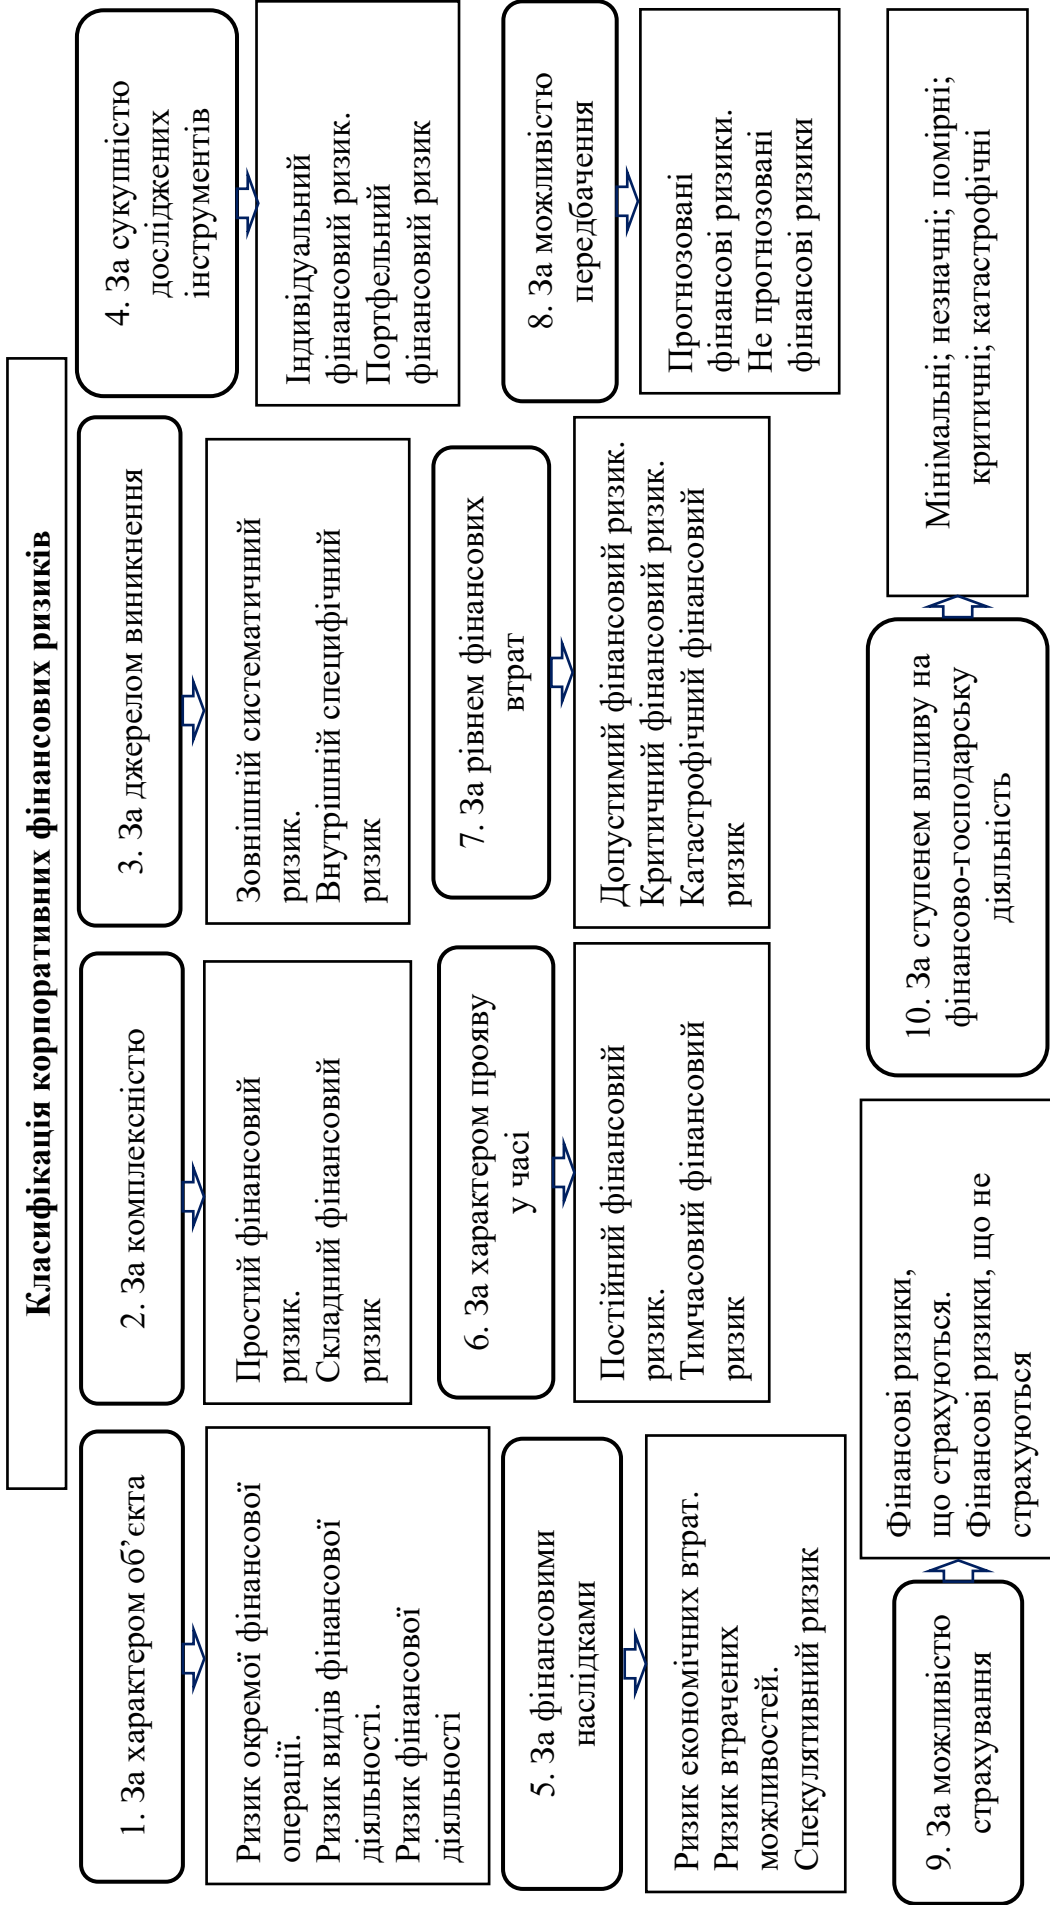 Класифікація корпоративних фінансових ризиків
1. За характером об’єкта
Ризик окремої фінансової
операції.
Ризик видів фінансової
діяльності.
Ризик фінансової
діяльності
2. За комплексністю
Простий фінансовий
ризик.
Складний фінансовий
ризик
3. За джерелом виникнення
Зовнішній систематичний
ризик.
Внутрішній специфічний
ризик
4. За сукупністю
досліджених
інструментів
Індивідуальний
фінансовий ризик.
Портфельний
фінансовий ризик
5. За фінансовими
наслідками
Ризик економічних втрат.
Ризик втрачених
можливостей.
Спекулятивний ризик
6. За характером прояву
у часі
Постійний фінансовий
ризик.
Тимчасовий фінансовий
ризик
7. За рівнем фінансових
втрат
Допустимий фінансовий ризик.
Критичний фінансовий ризик.
Катастрофічний фінансовий
ризик
8. За можливістю
передбачення
Прогнозовані
фінансові ризики.
Не прогнозовані
фінансові ризики
9. За можливістю
страхування
Фінансові ризики,
що страхуються.
Фінансові ризики, що не
страхуються
10. За ступенем впливу на
фінансово-господарську
діяльність
Мінімальні; незначні; помірні;
критичні; катастрофічні